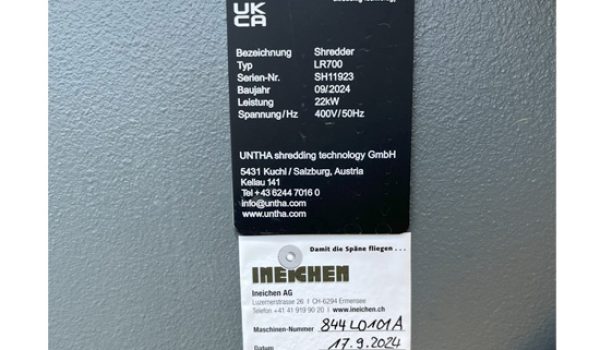 UK
CA
shredding technology
Bezeichnung Shredder
Typ LR700
Serien-Nr. SH11923
Baujahr 09/2024
Leistung 22kW
Spannung/Hz 400V/50Hz
UNTHA shredding technology GmbH
5431 Kuchl / Salzburg, Austria
Kellau 141
Tel +43 6244 7016 0
info@untha.com
www.untha.com
Damit die Späne fliegen ...
INEICHEN
Ineichen AG
Luzernerstrasse 26 I CH-6294 Ermensee
Telefon +41 41 919 90 20 I www.ineichen.ch
Maschinen-Nummer 844L0101A
Datum 17.9.2024